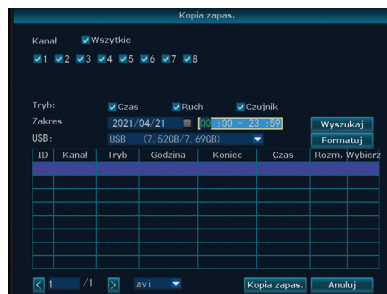 Kopia zapas.
Kanal Wszytkie
1 2 3 4 5 6 7 8
Tryb: Czas Ruch Czujnik
Zakres 2021/04/21 00:00 - 23:59 Wyszukaj
USB: USB (7.52GB/7.69GB) Formatuj
ID Kanal Tryb Godzina Koniec Czas Rozm. Wybierz
< 1 /1 > avi Kopia zapas. Anuluj